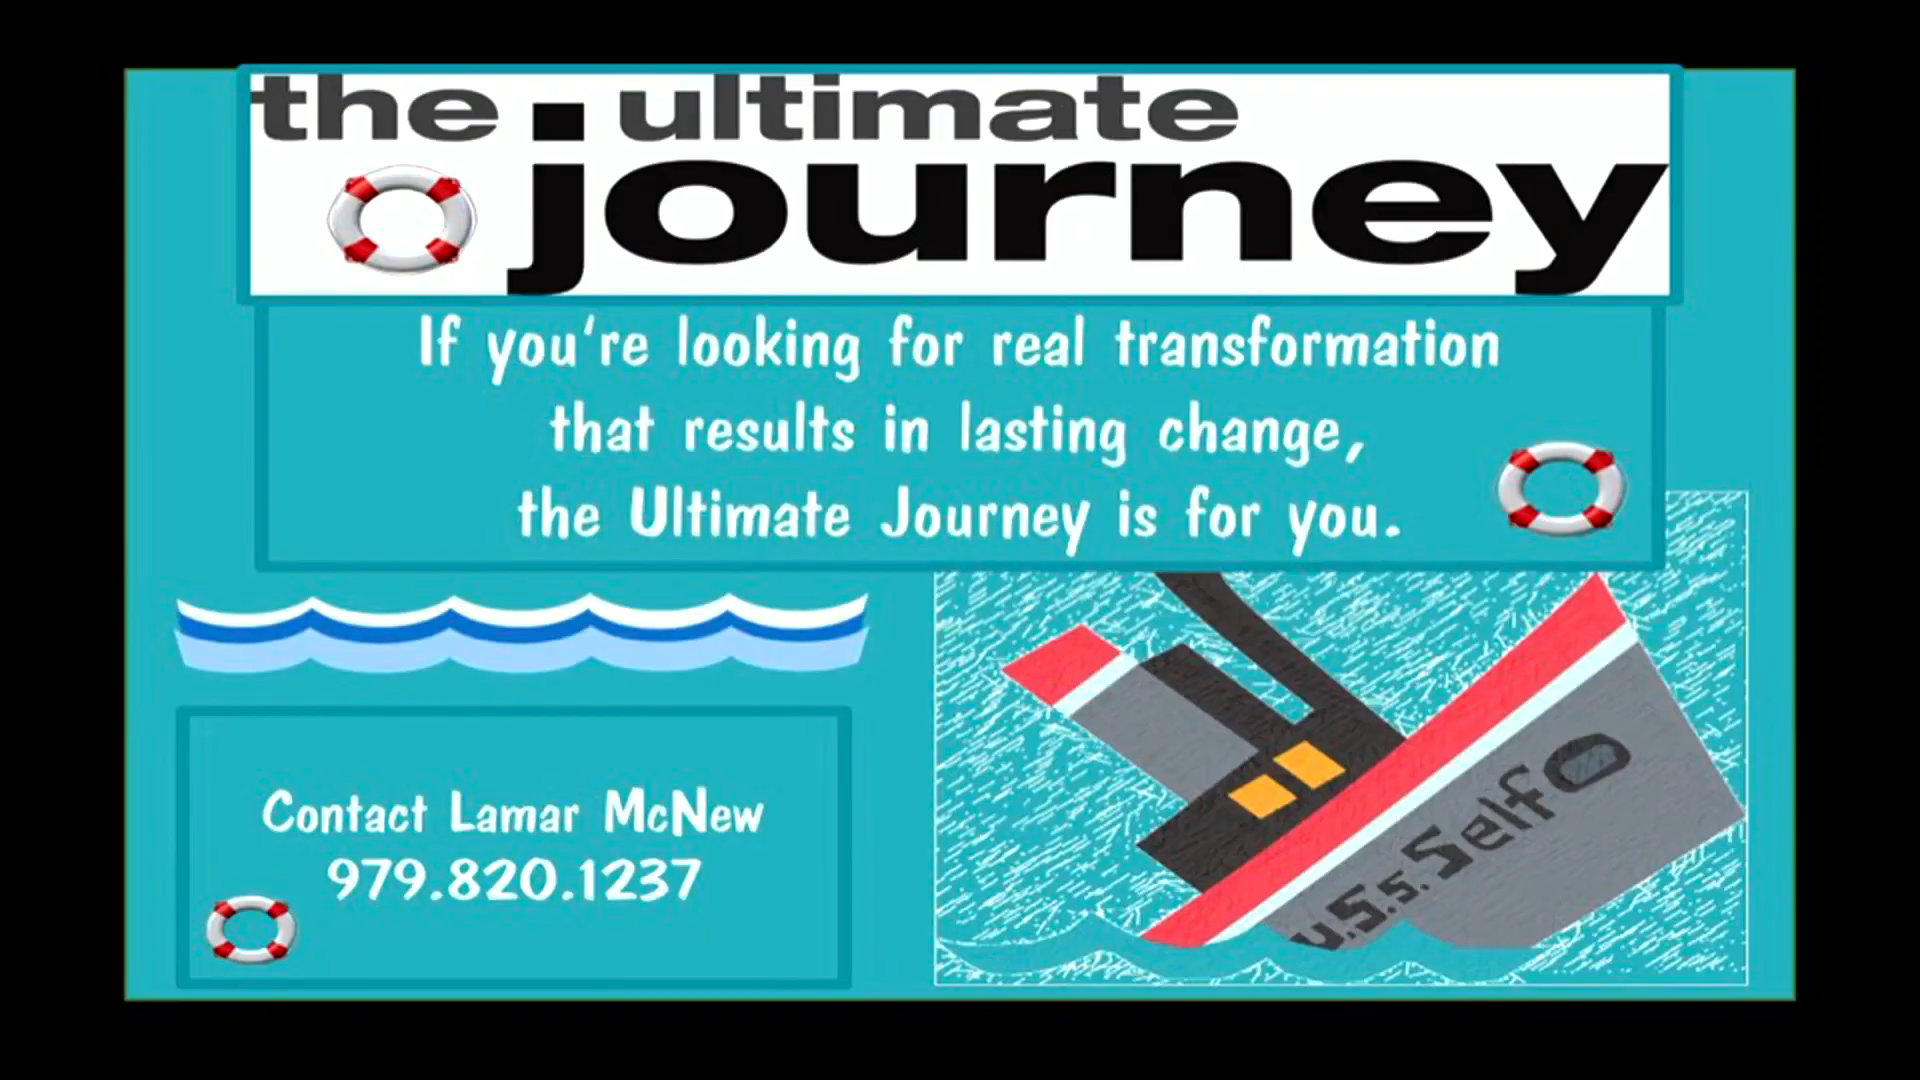 the ultimate
journey
If you're looking for real transformation
that results in lasting change,
the Ultimate Journey is for you.
Contact Lamar McNew
979.820.1237
U.S.S. Self